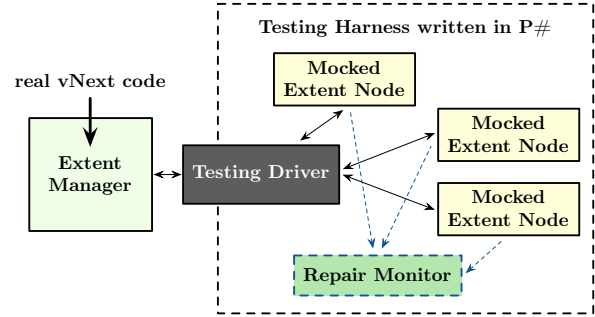 Testing Harness written in P#
Mocked
Extent Node
real vNext code
Mocked
Extent Node
Extent
Manager
Testing Driver
Mocked
Extent Node
Repair Monitor